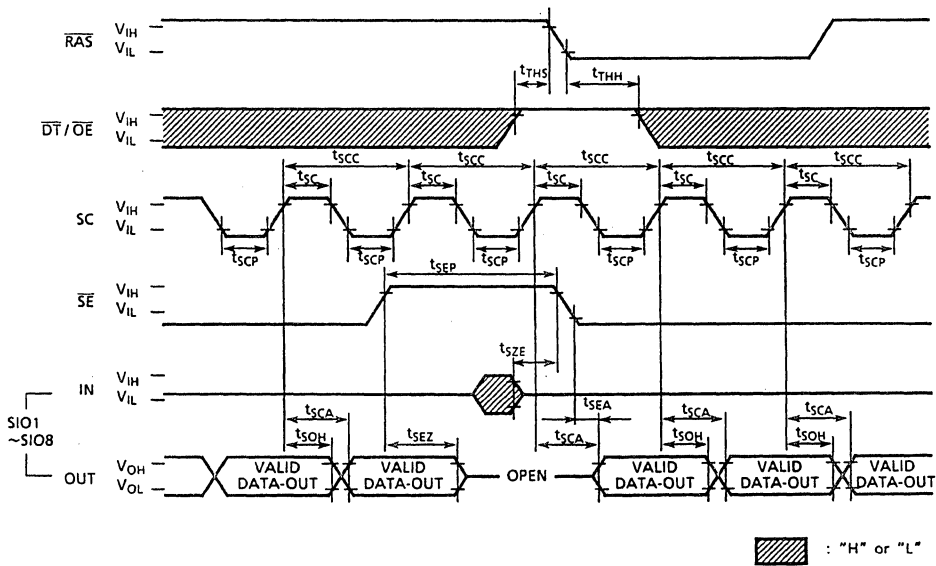 RAS VIH
VIL
tTHS tTHH
DT / OE VIH
VIL
tSCC tSCC tSCC tSCC tSCC
tSC tSC tSC tSC tSC
SC VIH
VIL
tSCP tSCP tSCP tSCP tSCP tSCP
tSEP
SE VIH
VIL
tSZE
IN VIH
VIL
SIO1
~SIO8
tSEA
tSCA tSCA tSCA tSCA
tSOH tSEZ tSOH tSOH
OUT VOH
VOL
VALID DATA-OUT
VALID DATA-OUT
OPEN
VALID DATA-OUT
VALID DATA-OUT
VALID DATA-OUT
: "H" or "L"